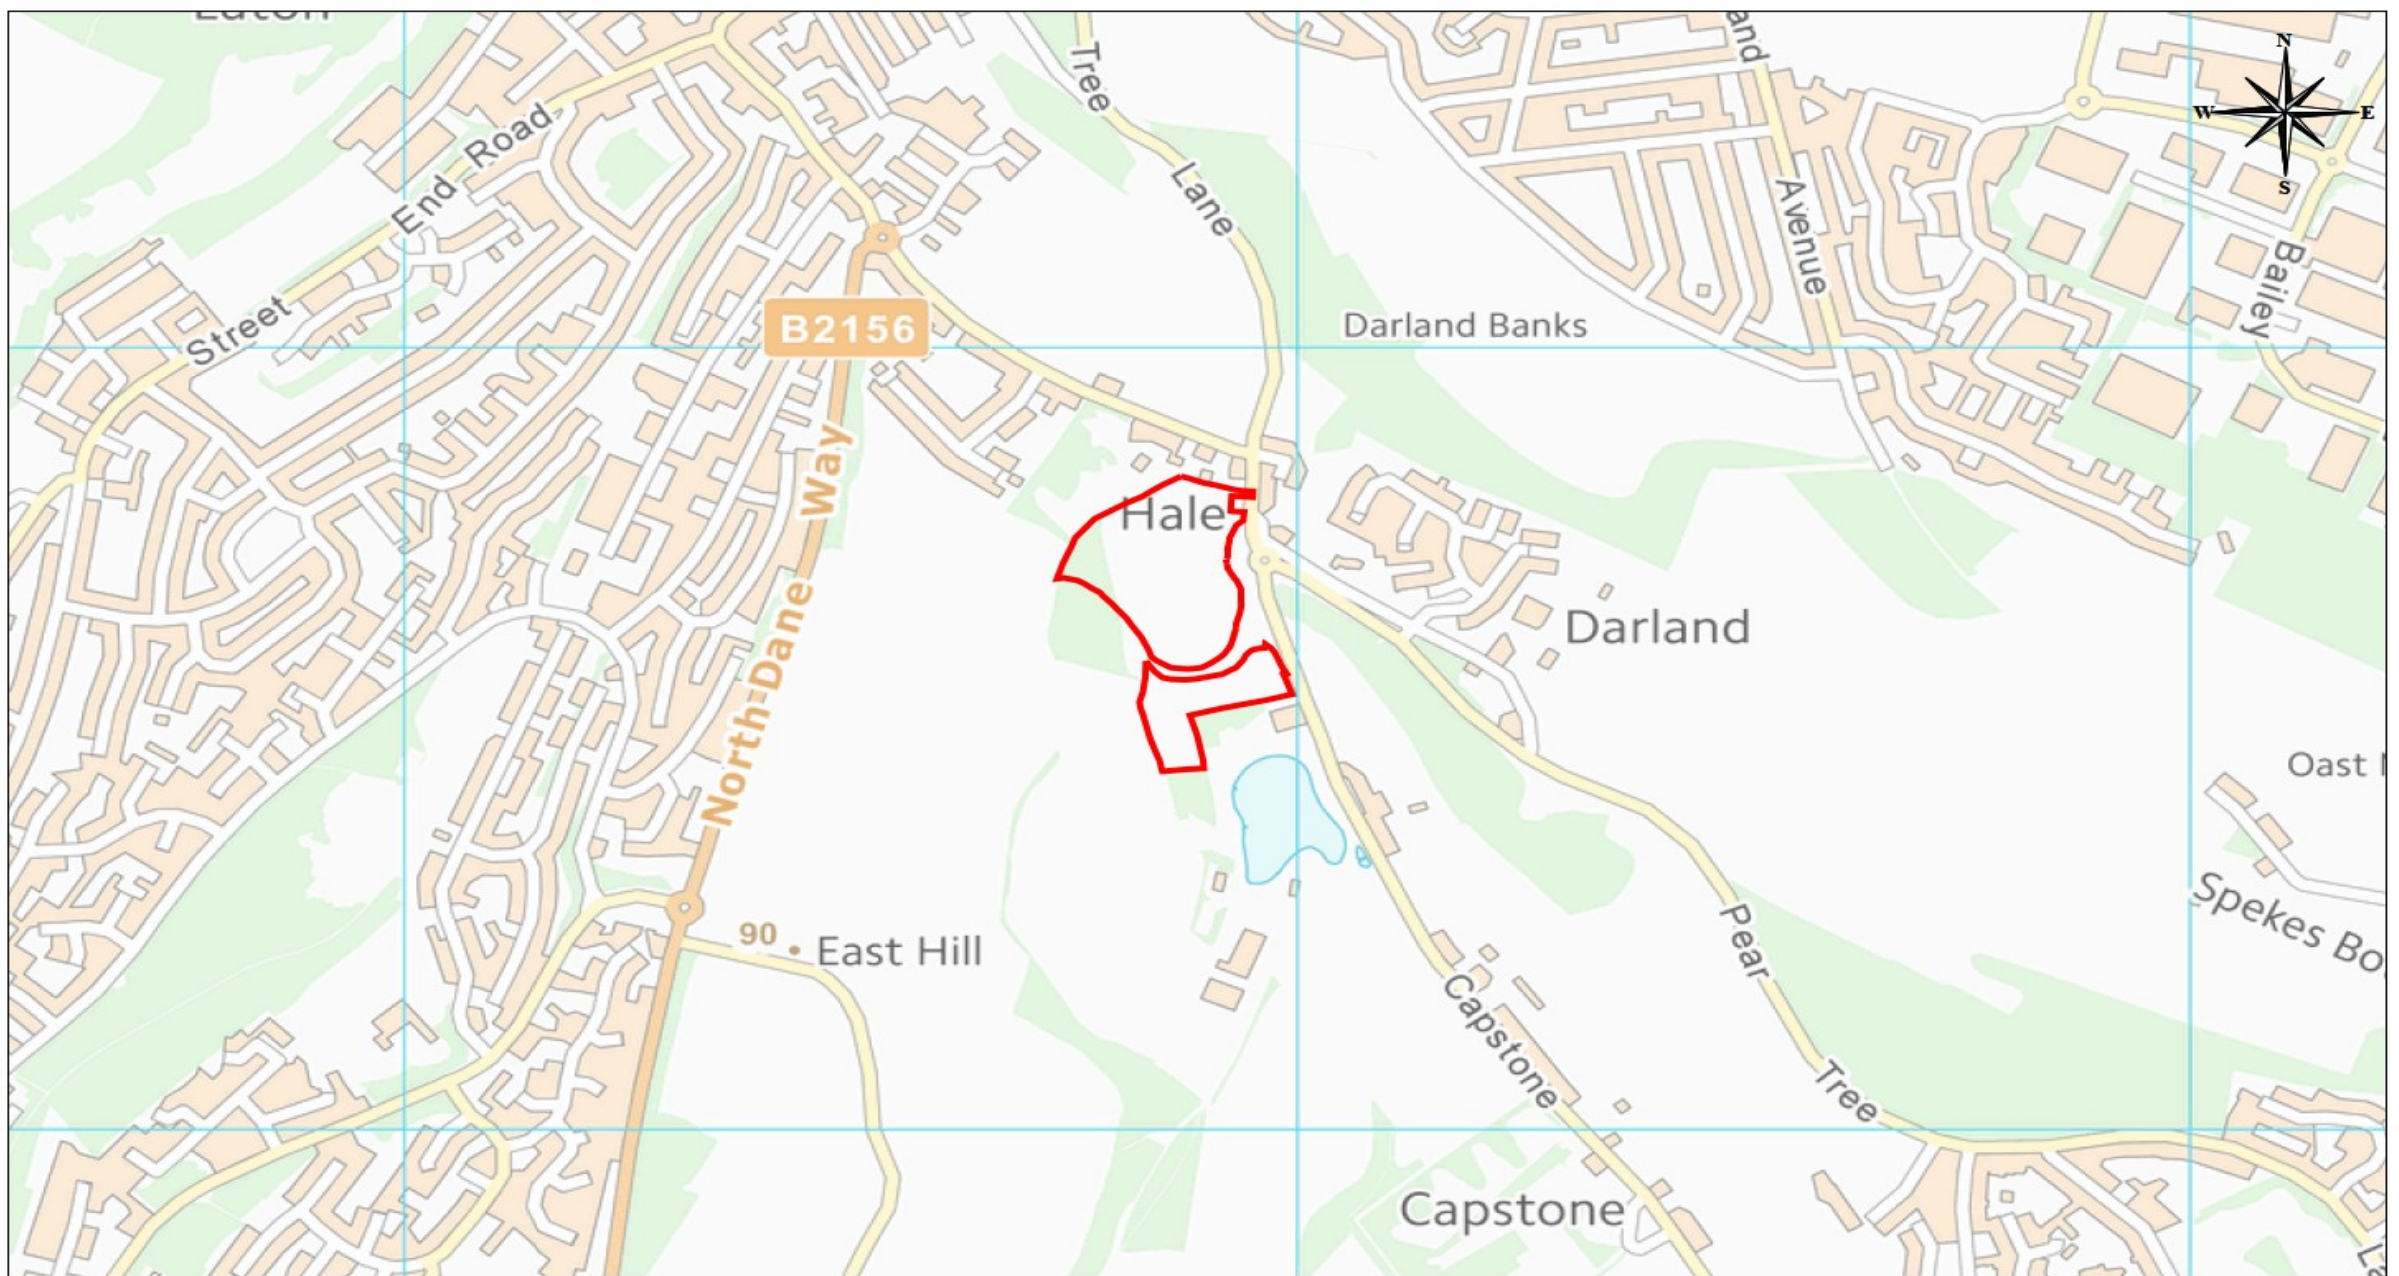 N
W E
S
Tree
Lane
End Road
Street
Avenue
Bailey
B2156
Darland Banks
Hale
Darland
North Dane Way
Oast
Spekes
90
East Hill
Pear
Tree
Capstone
Capstone